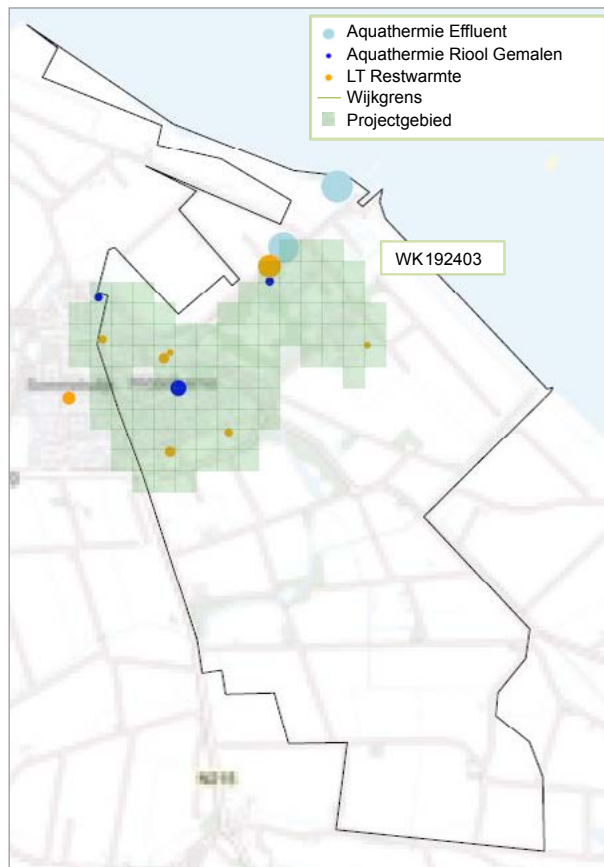 Aquathermie Effluent
Aquathermie Riool Gemalen
LT Restwarmte
Wijkgrens
Projectgebied
WK192403